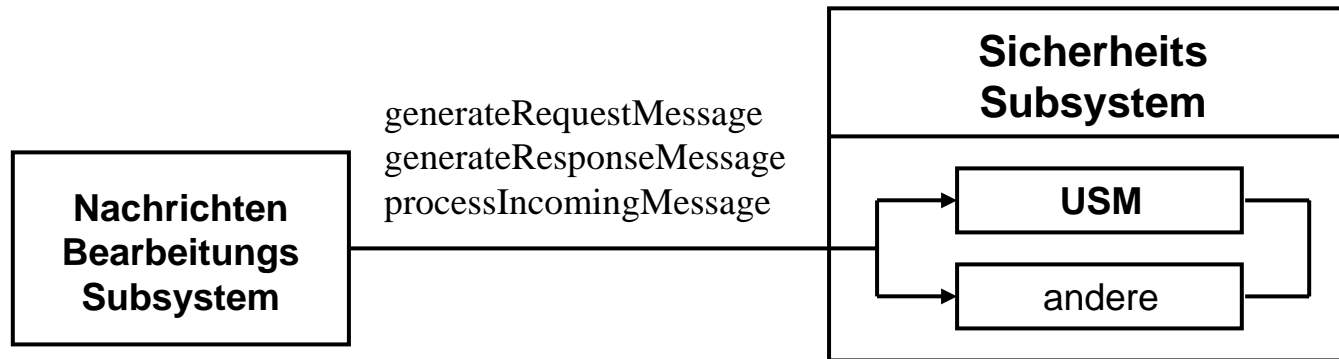 Nachrichten
Bearbeitungs
Subsystem
generateRequestMessage
generateResponseMessage
processIncomingMessage
Sicherheits
Subsystem
USM
andere